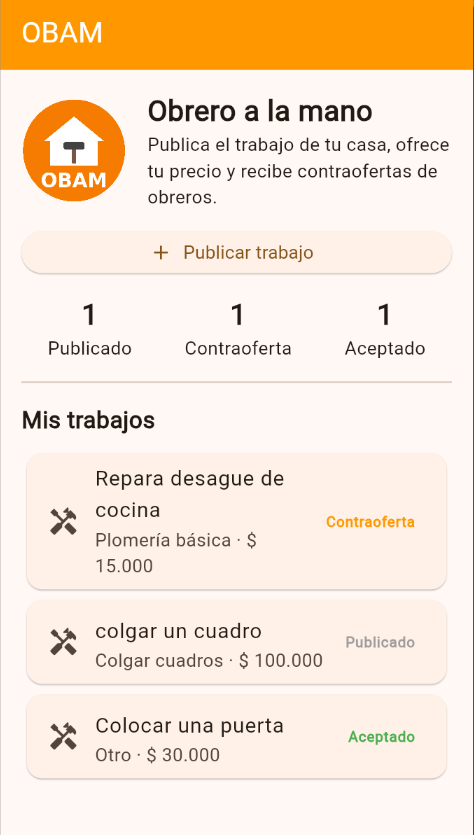 OBAM
Obrero a la mano
Publica el trabajo de tu casa, ofrece
tu precio y recibe contraofertas de
obreros.
OBAM
+ Publicar trabajo
1 1 1
Publicado Contraoferta Aceptado
Mis trabajos
Repara desague de
cocina
Plomería básica · $
15.000
Contraoferta
colgar un cuadro
Colgar cuadros · $ 100.000
Publicado
Colocar una puerta
Otro · $ 30.000
Aceptado